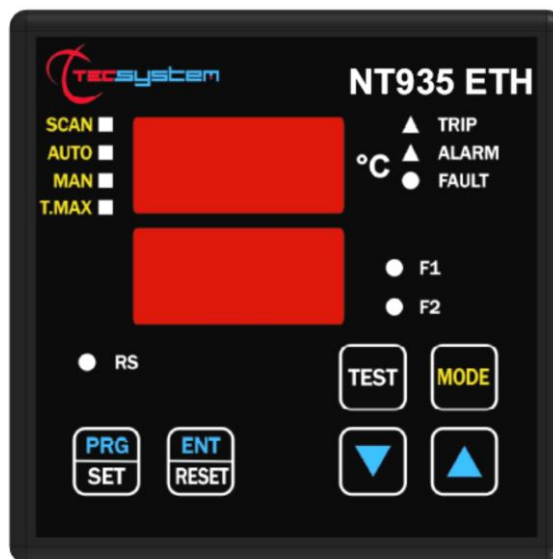 TECSYSTEM
NT935 ETH
SCAN
AUTO
MAN
T.MAX
°C
TRIP
ALARM
FAULT
F1
F2
RS
TEST
MODE
PRG
SET
ENT
RESET